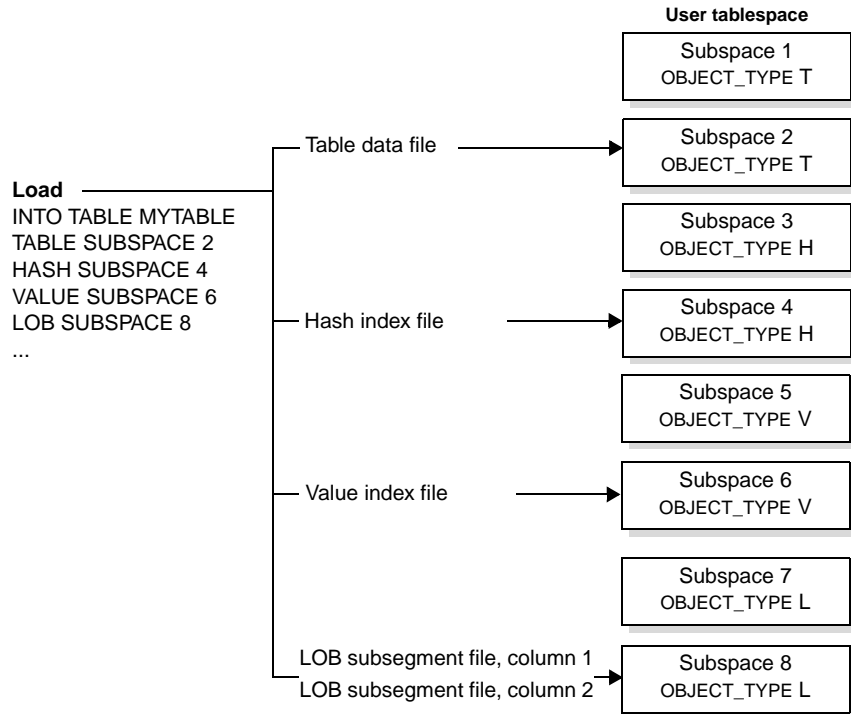 User tablespace
Subspace 1
OBJECT_TYPE T
Table data file
Subspace 2
OBJECT_TYPE T
Load
INTO TABLE MYTABLE
TABLE SUBSPACE 2
HASH SUBSPACE 4
VALUE SUBSPACE 6
LOB SUBSPACE 8
...
Subspace 3
OBJECT_TYPE H
Hash index file
Subspace 4
OBJECT_TYPE H
Subspace 5
OBJECT_TYPE V
Value index file
Subspace 6
OBJECT_TYPE V
Subspace 7
OBJECT_TYPE L
LOB subsegment file, column 1
LOB subsegment file, column 2
Subspace 8
OBJECT_TYPE L